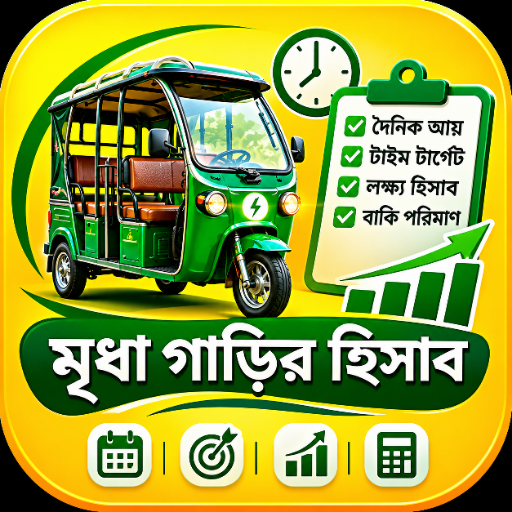 দৈনিক আয়
টাইম টার্গেট
লক্ষ্য হিসাব
বাকি পরিমাণ
মৃধা গাড়ির হিসাব